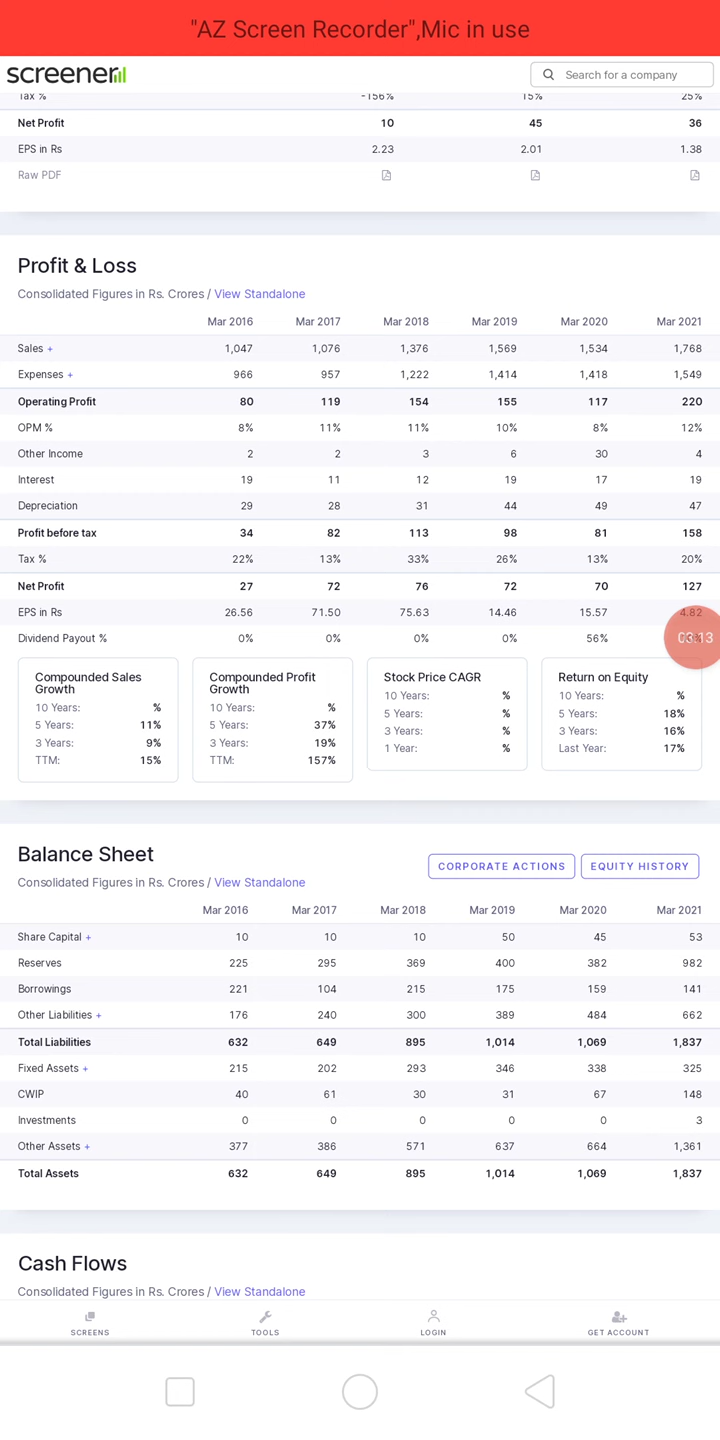 "AZ Screen Recorder",Mic in use
screener
Search for a company
Tax % -156% 15% 25%
Net Profit 10 45 36
EPS in Rs 2.23 2.01 1.38
Raw PDF
Profit & Loss
Consolidated Figures in Rs. Crores / View Standalone
Mar 2016 Mar 2017 Mar 2018 Mar 2019 Mar 2020 Mar 2021
Sales + 1,047 1,076 1,376 1,569 1,534 1,768
Expenses + 966 957 1,222 1,414 1,418 1,549
Operating Profit 80 119 154 155 117 220
OPM % 8% 11% 11% 10% 8% 12%
Other Income 2 2 3 6 30 4
Interest 19 11 12 19 17 19
Depreciation 29 28 31 44 49 47
Profit before tax 34 82 113 98 81 158
Tax % 22% 13% 33% 26% 13% 20%
Net Profit 27 72 76 72 70 127
EPS in Rs 26.56 71.50 75.63 14.46 15.57 4.82
Dividend Payout % 0% 0% 0% 0% 56%
03:13
Compounded Sales
Growth
10 Years: %
5 Years: 11%
3 Years: 9%
TTM: 15%
Compounded Profit
Growth
10 Years: %
5 Years: 37%
3 Years: 19%
TTM: 157%
Stock Price CAGR
10 Years: %
5 Years: %
3 Years: %
1 Year: %
Return on Equity
10 Years: %
5 Years: 18%
3 Years: 16%
Last Year: 17%
Balance Sheet
CORPORATE ACTIONS
EQUITY HISTORY
Consolidated Figures in Rs. Crores / View Standalone
Mar 2016 Mar 2017 Mar 2018 Mar 2019 Mar 2020 Mar 2021
Share Capital + 10 10 10 50 45 53
Reserves 225 295 369 400 382 982
Borrowings 221 104 215 175 159 141
Other Liabilities + 176 240 300 389 484 662
Total Liabilities 632 649 895 1,014 1,069 1,837
Fixed Assets + 215 202 293 346 338 325
CWIP 40 61 30 31 67 148
Investments 0 0 0 0 0 3
Other Assets + 377 386 571 637 664 1,361
Total Assets 632 649 895 1,014 1,069 1,837
Cash Flows
Consolidated Figures in Rs. Crores / View Standalone
SCREENS
TOOLS
LOGIN
GET ACCOUNT